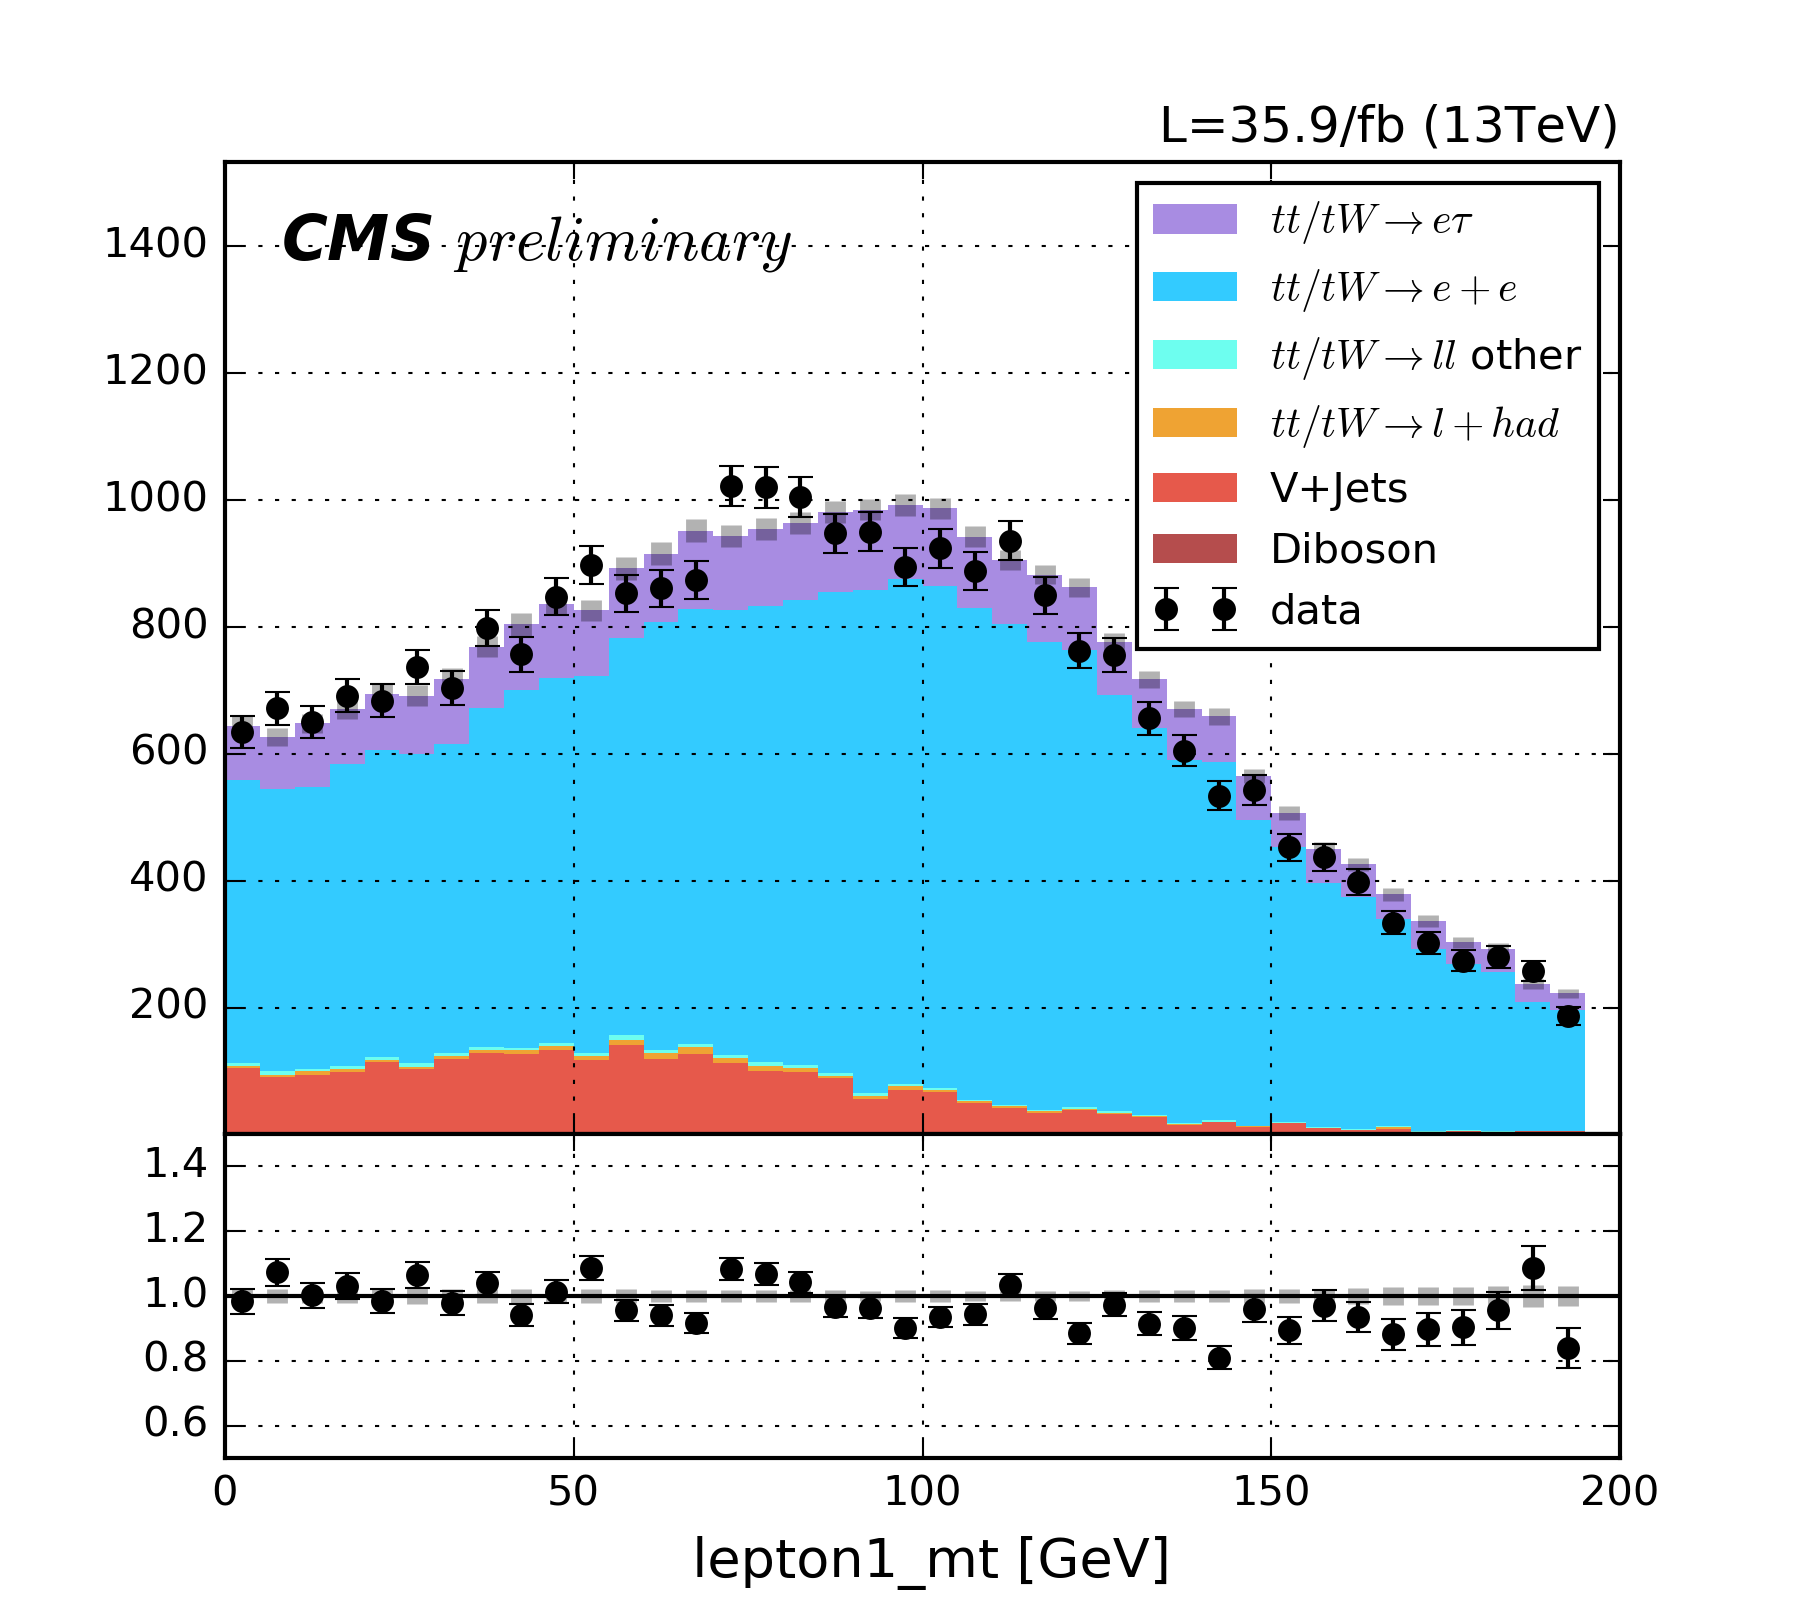 L=35.9/fb (13TeV)
CMS preliminary
tt/tW→eτ
tt/tW→e+e
tt/tW→ll other
tt/tW→l+had
V+Jets
Diboson
data
1400
1200
1000
800
600
400
200
1.4
1.2
1.0
0.8
0.6
0 50 100 150 200
lepton1_mt [GeV]